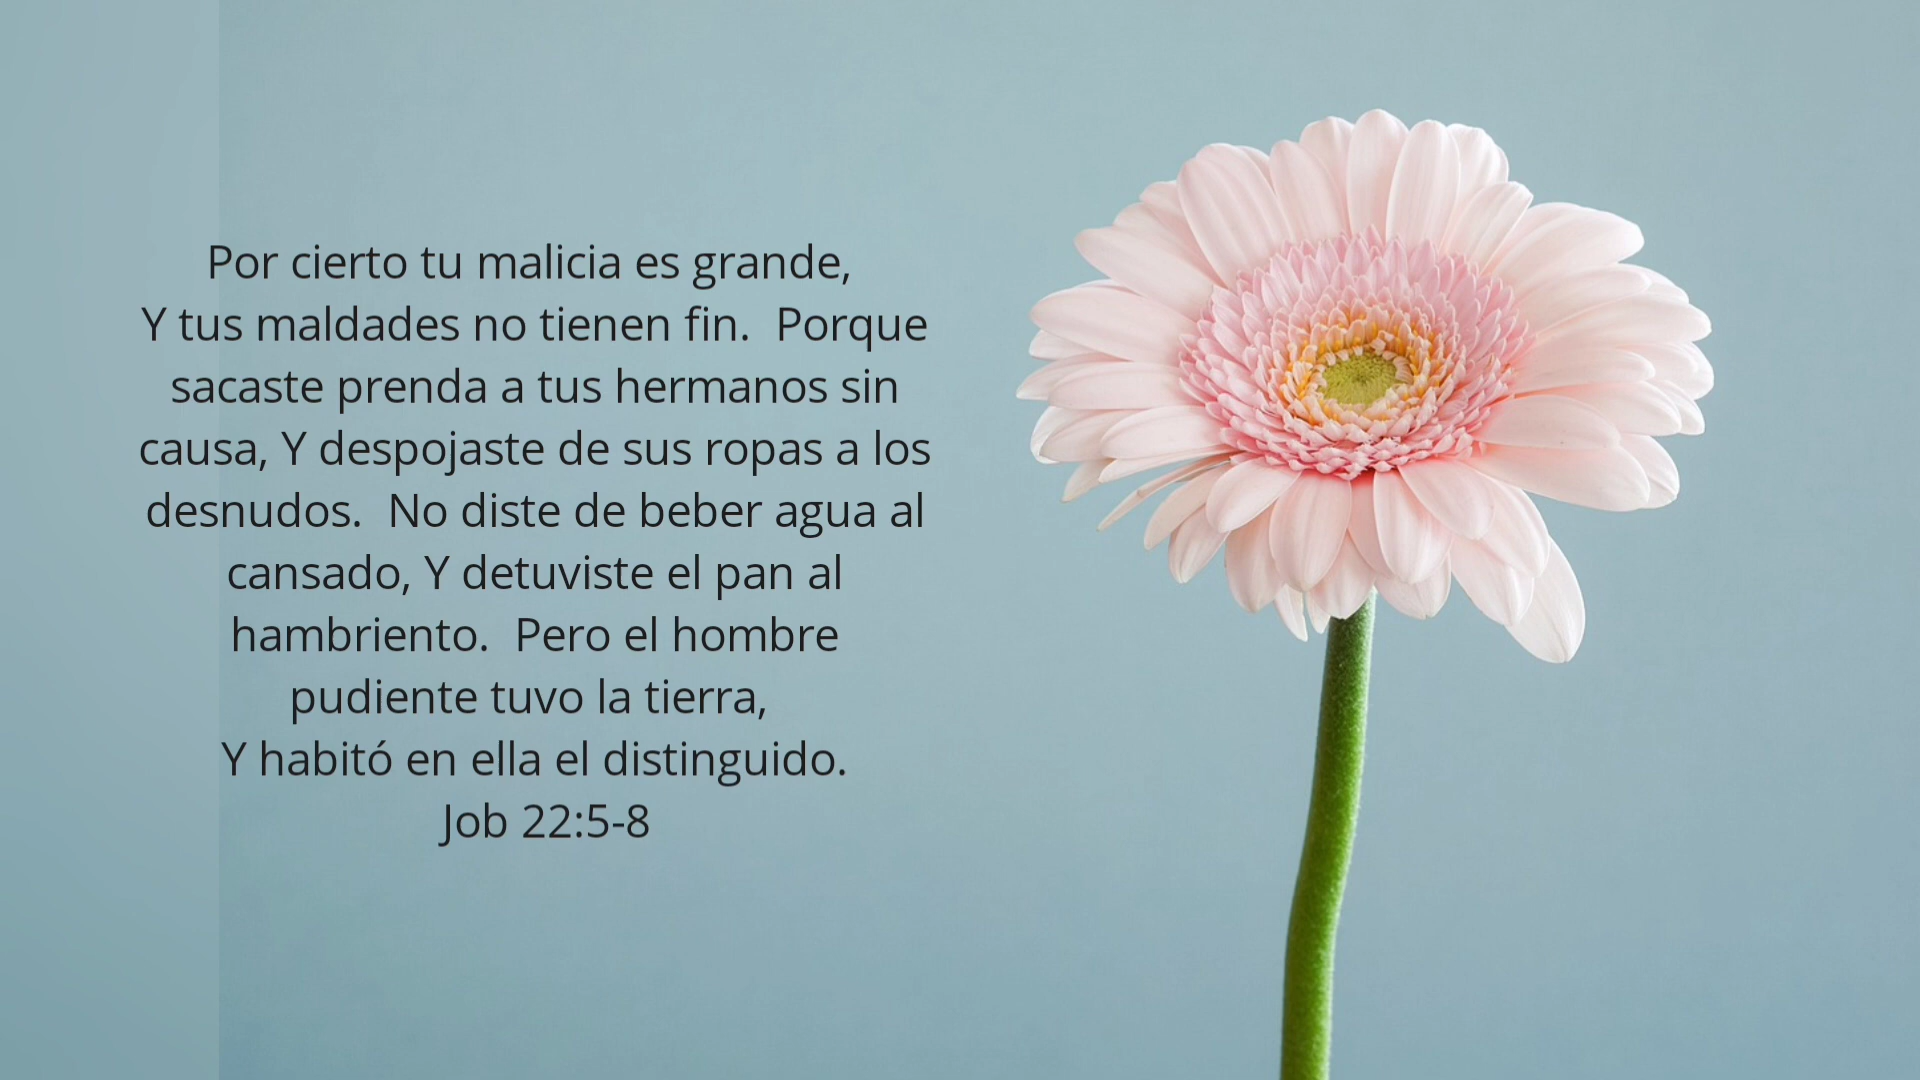 Por cierto tu malicia es grande,
Y tus maldades no tienen fin.  Porque
sacaste prenda a tus hermanos sin
causa, Y despojaste de sus ropas a los
desnudos.  No diste de beber agua al
cansado, Y detuviste el pan al
hambriento.  Pero el hombre
pudiente tuvo la tierra,
Y habitó en ella el distinguido.
Job 22:5-8